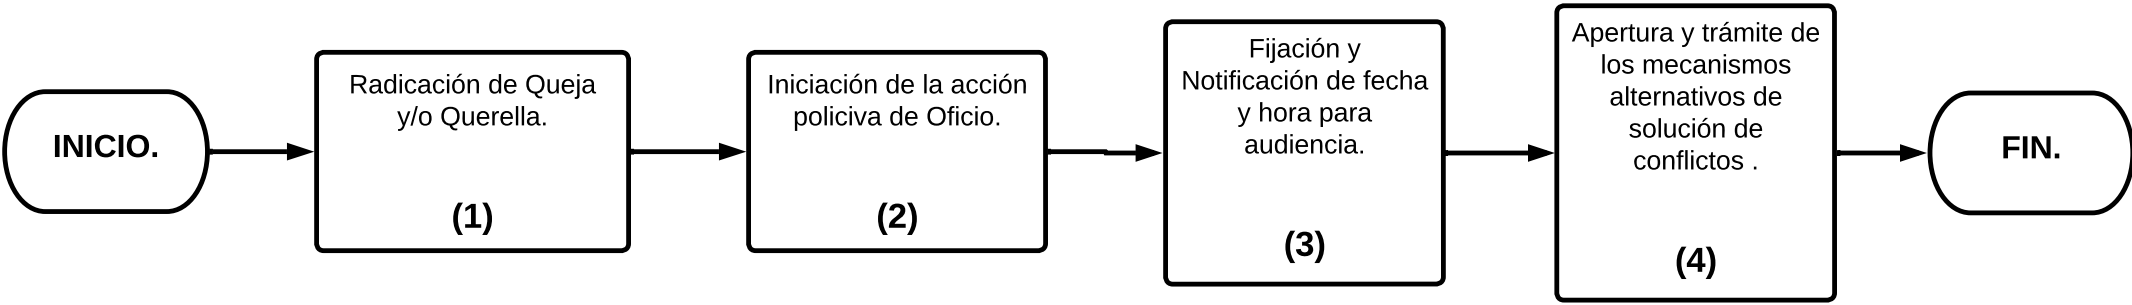 INICIO.
Radicación de Queja
y/o Querella.
(1)
Iniciación de la acción
policiva de Oficio.
(2)
Fijación y
Notificación de fecha
y hora para
audiencia.
(3)
Apertura y trámite de
los mecanismos
alternativos de
solución de
conflictos .
(4)
FIN.